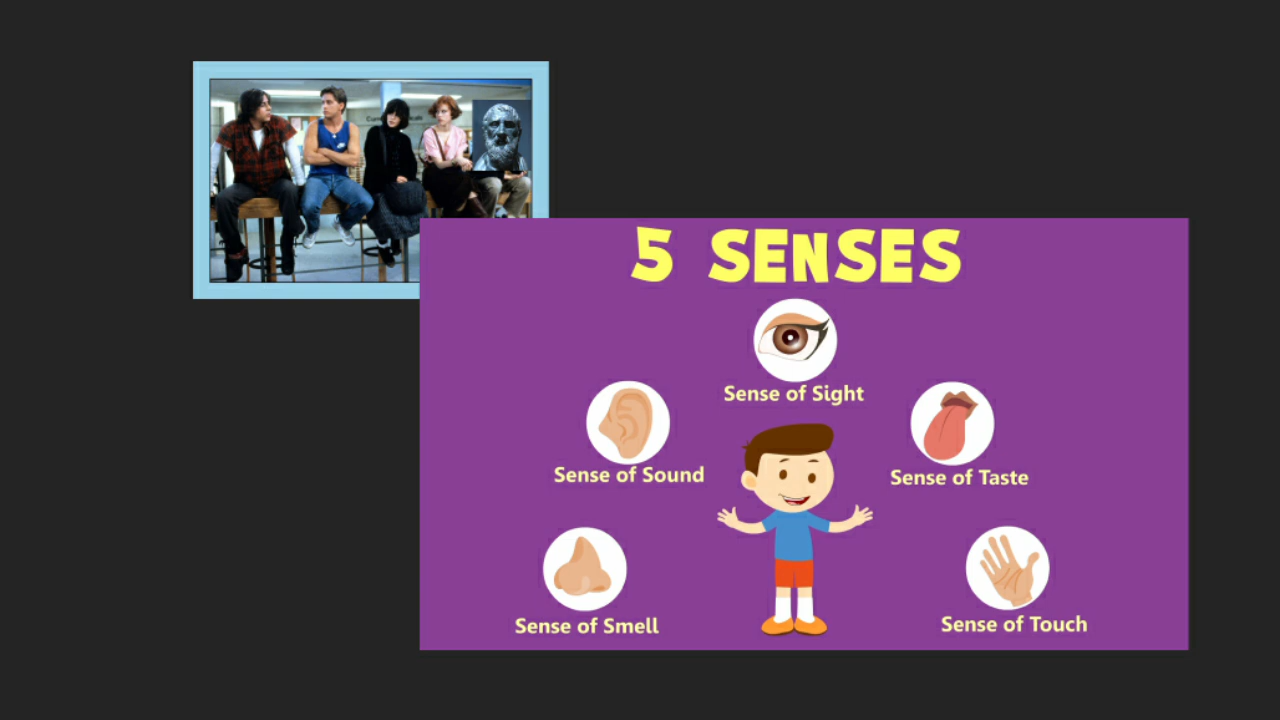 5 SENSES
Sense of Sight
Sense of Sound
Sense of Taste
Sense of Smell
Sense of Touch